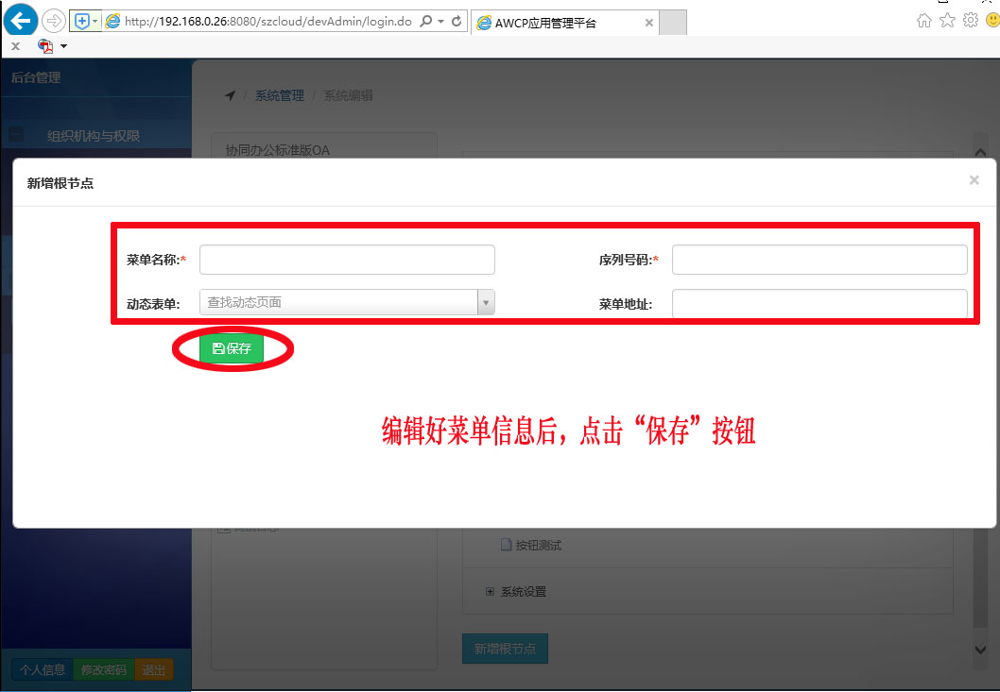 http://192.168.0.26:8080/szcloud/devAdmin/login.do
AWCP应用管理平台
后台管理
系统管理 / 系统编辑
组织机构与权限
协同办公标准版OA
新增根节点
菜单名称:*
序列号码:*
动态表单:
查找动态页面
菜单地址:
保存
编辑好菜单信息后，点击“保存”按钮
按钮测试
系统设置
新增根节点
个人信息
修改密码
退出